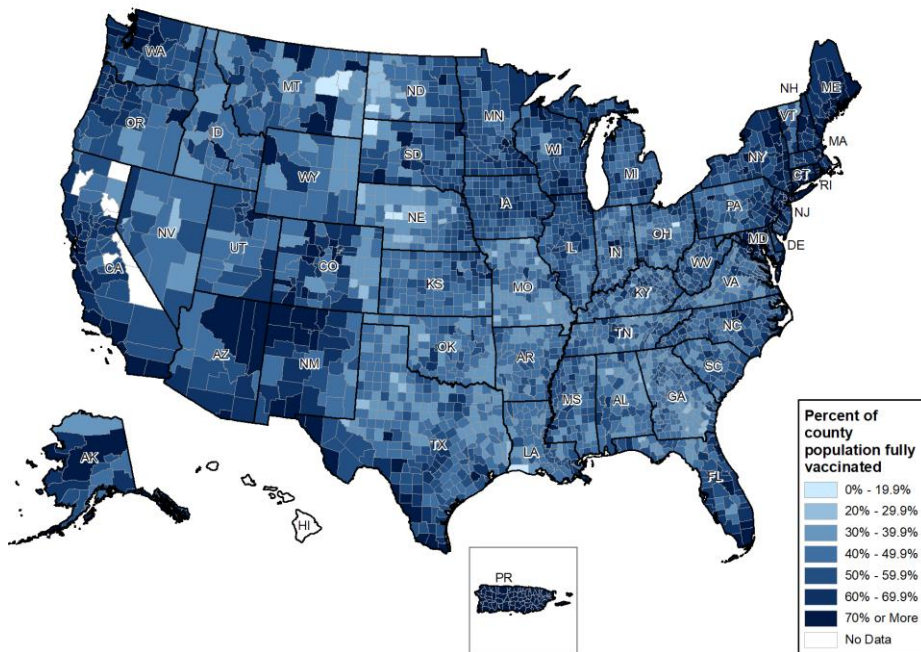 WA
MT
ND
MN
NH
ME
VT
OR
ID
SD
WI
MI
NY
MA
WY
CT
RI
IA
PA
NJ
NE
NV
OH
IL
IN
MD
DE
UT
CO
WV
CA
KS
MO
KY
VA
TN
NC
AZ
NM
OK
AR
SC
MS
AL
GA
TX
LA
AK
FL
HI
PR
Percent of
county
population fully
vaccinated
0% - 19.9%
20% - 29.9%
30% - 39.9%
40% - 49.9%
50% - 59.9%
60% - 69.9%
70% or More
No Data